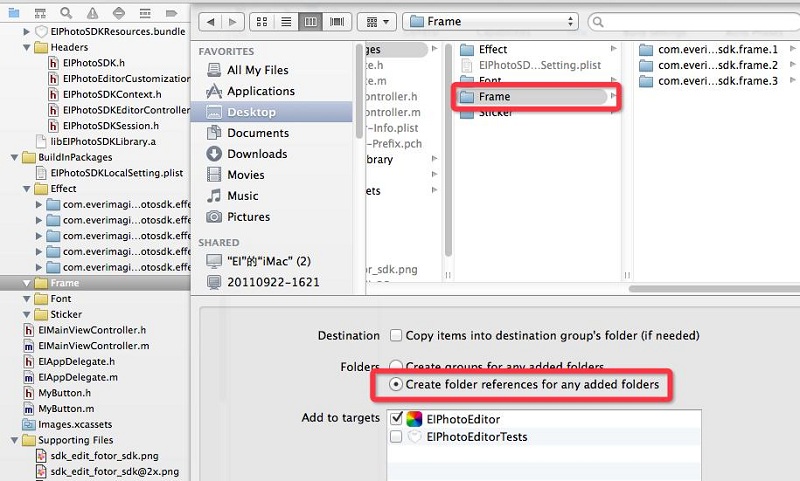 EIPhotoSDKResources.bundle
Headers
EIPhotoSDK.h
EIPhotoEditorCustomization
EIPhotoSDKContext.h
EIPhotoSDKEditorController
EIPhotoSDKSession.h
libEIPhotoSDKLibrary.a
BuildInPackages
EIPhotoSDKLocalSetting.plist
Effect
com.everimagi...otosdk.effe
com.everimagi...otosdk.effe
com.everimagi...otosdk.effe
com.everimagi...otosdk.effe
com.everimagi...otosdk.effe
Frame
Font
Sticker
EIMainViewController.h
EIMainViewController.m
EIAppDelegate.h
EIAppDelegate.m
MyButton.h
MyButton.m
Images.xcassets
Supporting Files
sdk_edit_fotor_sdk.png
sdk_edit_fotor_sdk@2x.png
Frame
FAVORITES
All My Files
Applications
Desktop
Documents
Downloads
Movies
Music
Pictures
SHARED
"EI"的"iMac" (2)
20110922-1621
ages
te.h
te.m
ontroller.h
ontroller.m
r-Info.plist
-Prefix.pch
ibrary
ets
tor_sdk.png
Effect
EIPhotoSD...Setting.plist
Font
Frame
Sticker
com.everi...sdk.frame.1
com.everi...sdk.frame.2
com.everi...sdk.frame.3
Destination
Copy items into destination group's folder (if needed)
Folders
Create groups for any added folders
Create folder references for any added folders
Add to targets
EIPhotoEditor
EIPhotoEditorTests